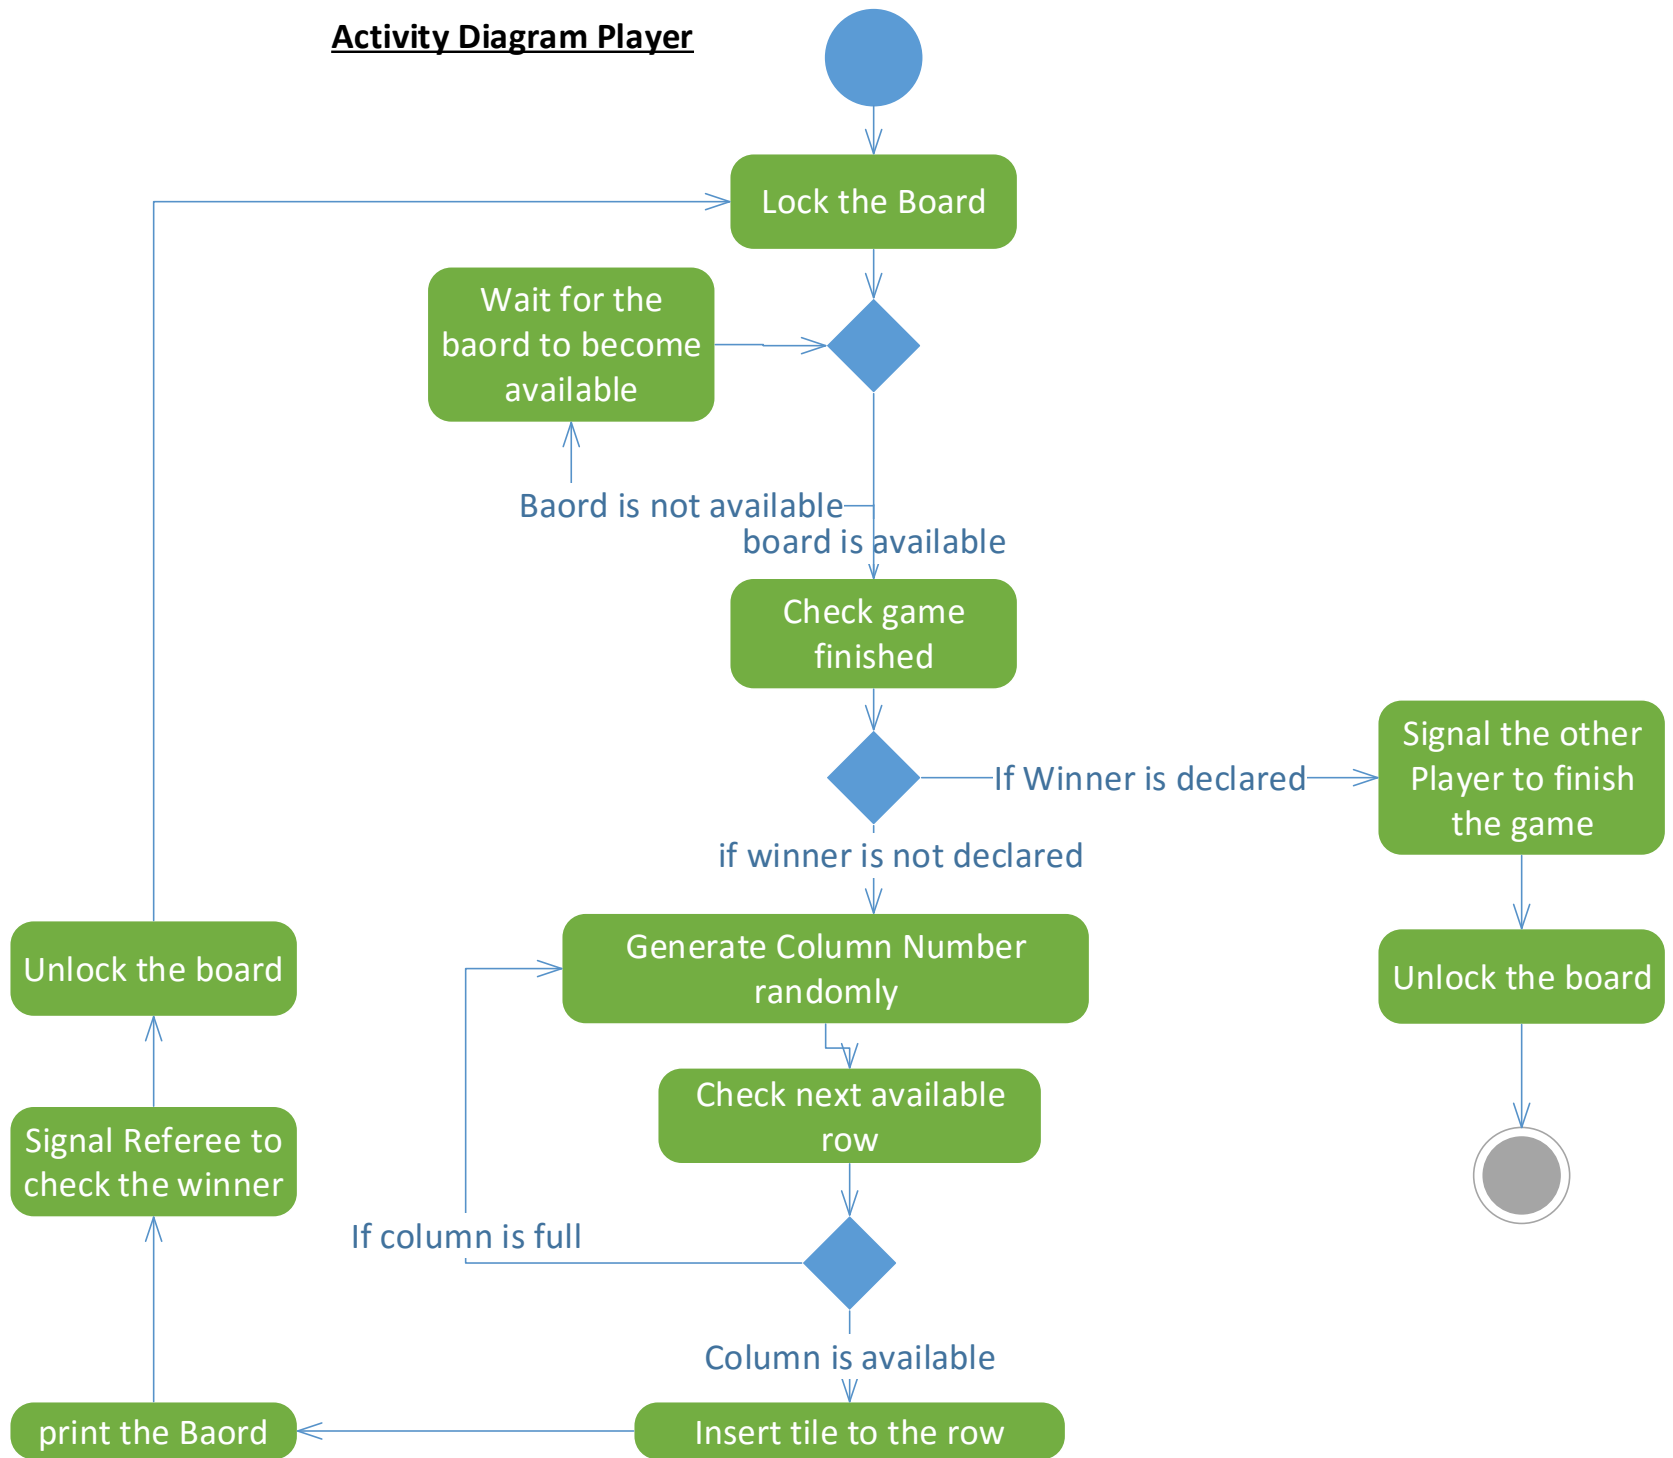 Activity Diagram Player
Lock the Board
Wait for the
baord to become
available
Baord is not available
board is available
Check game
finished
If Winner is declared
Signal the other
Player to finish
the game
if winner is not declared
Generate Column Number
randomly
Unlock the board
Unlock the board
Check next available
row
Signal Referee to
check the winner
If column is full
Column is available
Insert tile to the row
print the Baord